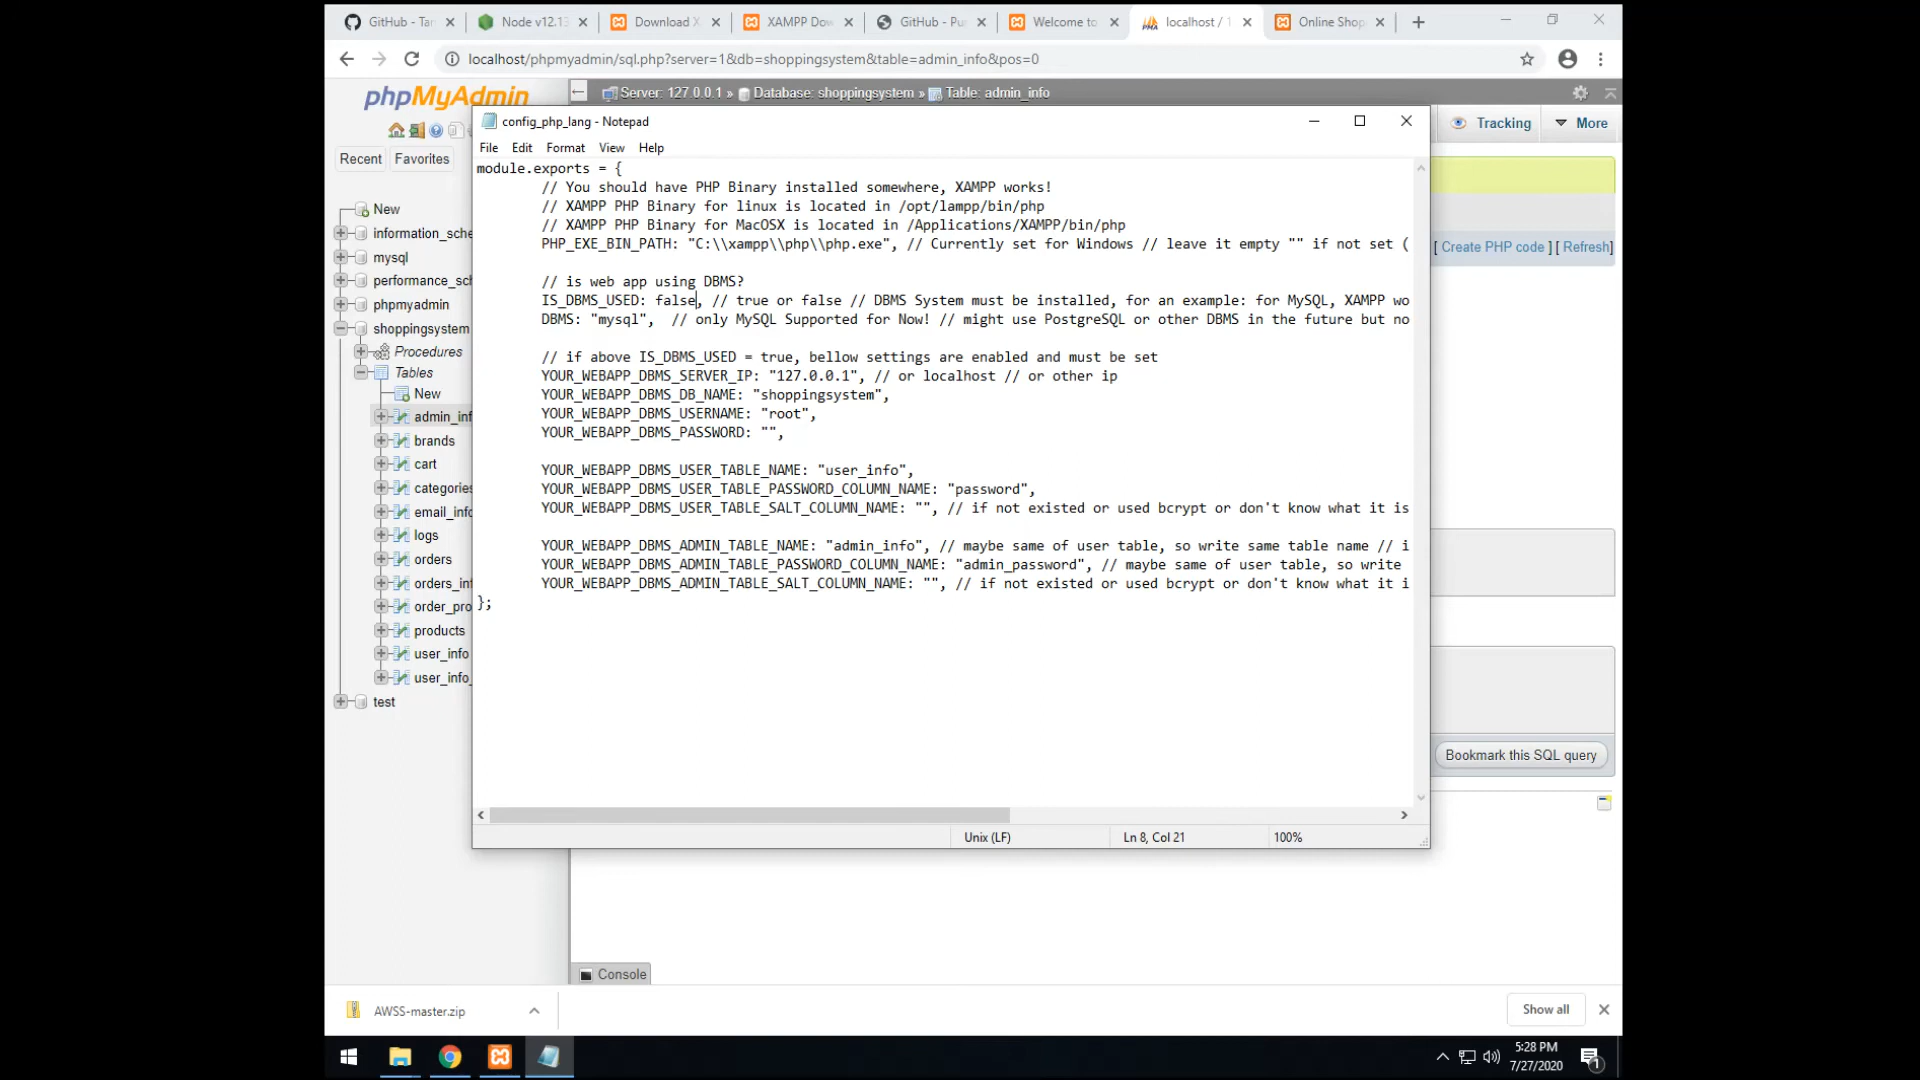 GitHub - Tar
Node v12.13
Download X
XAMPP Dow
GitHub - Pu
Welcome to
localhost / 1
Online Shop
localhost/phpmyadmin/sql.php?server=1&db=shoppingsystem&table=admin_info&pos=0
phpMyAdmin
Server: 127.0.0.1 » Database: shoppingsystem » Table: admin_info
Tracking
More
Recent
Favorites
New
information_sche
mysql
performance_sc
phpmyadmin
shoppingsystem
Procedures
Tables
New
admin_inf
brands
cart
categories
email_info
logs
orders
orders_inf
order_pro
products
user_info
user_info_
test
config_php_lang - Notepad
File Edit Format View Help
module.exports = {
// You should have PHP Binary installed somewhere, XAMPP works!
// XAMPP PHP Binary for linux is located in /opt/lampp/bin/php
// XAMPP PHP Binary for MacOSX is located in /Applications/XAMPP/bin/php
PHP_EXE_BIN_PATH: "C:\\xampp\\php\\php.exe", // Currently set for Windows // leave it empty "" if not set (
// is web app using DBMS?
IS_DBMS_USED: false, // true or false // DBMS System must be installed, for an example: for MySQL, XAMPP wo
DBMS: "mysql", // only MySQL Supported for Now! // might use PostgreSQL or other DBMS in the future but no
// if above IS_DBMS_USED = true, bellow settings are enabled and must be set
YOUR_WEBAPP_DBMS_SERVER_IP: "127.0.0.1", // or localhost // or other ip
YOUR_WEBAPP_DBMS_DB_NAME: "shoppingsystem",
YOUR_WEBAPP_DBMS_USERNAME: "root",
YOUR_WEBAPP_DBMS_PASSWORD: "",
YOUR_WEBAPP_DBMS_USER_TABLE_NAME: "user_info",
YOUR_WEBAPP_DBMS_USER_TABLE_PASSWORD_COLUMN_NAME: "password",
YOUR_WEBAPP_DBMS_USER_TABLE_SALT_COLUMN_NAME: "", // if not existed or used bcrypt or don't know what it is
YOUR_WEBAPP_DBMS_ADMIN_TABLE_NAME: "admin_info", // maybe same of user table, so write same table name // i
YOUR_WEBAPP_DBMS_ADMIN_TABLE_PASSWORD_COLUMN_NAME: "admin_password", // maybe same of user table, so write
YOUR_WEBAPP_DBMS_ADMIN_TABLE_SALT_COLUMN_NAME: "", // if not existed or used bcrypt or don't know what it i
};
Unix (LF)
Ln 8, Col 21
100%
[ Create PHP code ] [ Refresh]
Bookmark this SQL query
Console
AWSS-master.zip
Show all
5:28 PM
7/27/2020
1